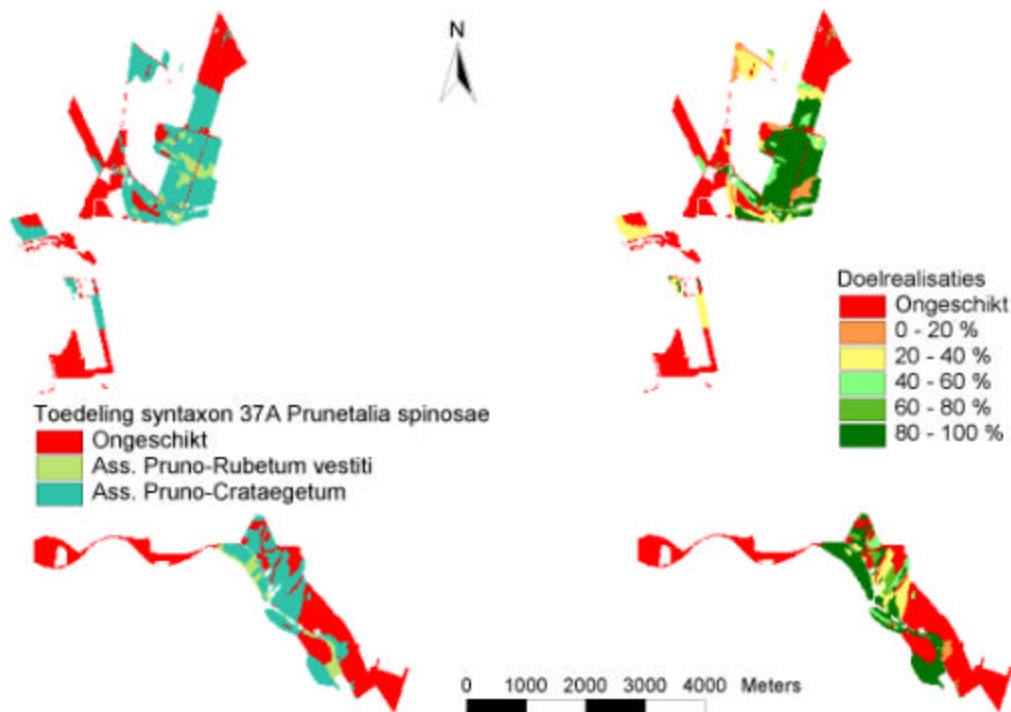 N
Doelrealisaties
Ongeschikt
0 - 20 %
20 - 40 %
40 - 60 %
60 - 80 %
80 - 100 %
Toedeling syntaxon 37A Prunetalia spinosae
Ongeschikt
Ass. Pruno-Rubetum vestiti
Ass. Pruno-Crataegetum
0 1000 2000 3000 4000 Meters